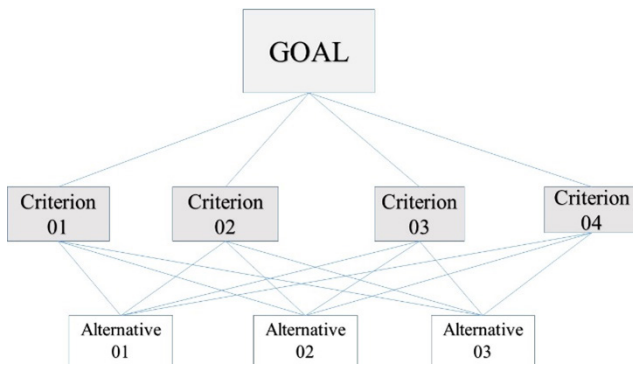 GOAL
Criterion
01
Criterion
02
Criterion
03
Criterion
04
Alternative
01
Alternative
02
Alternative
03